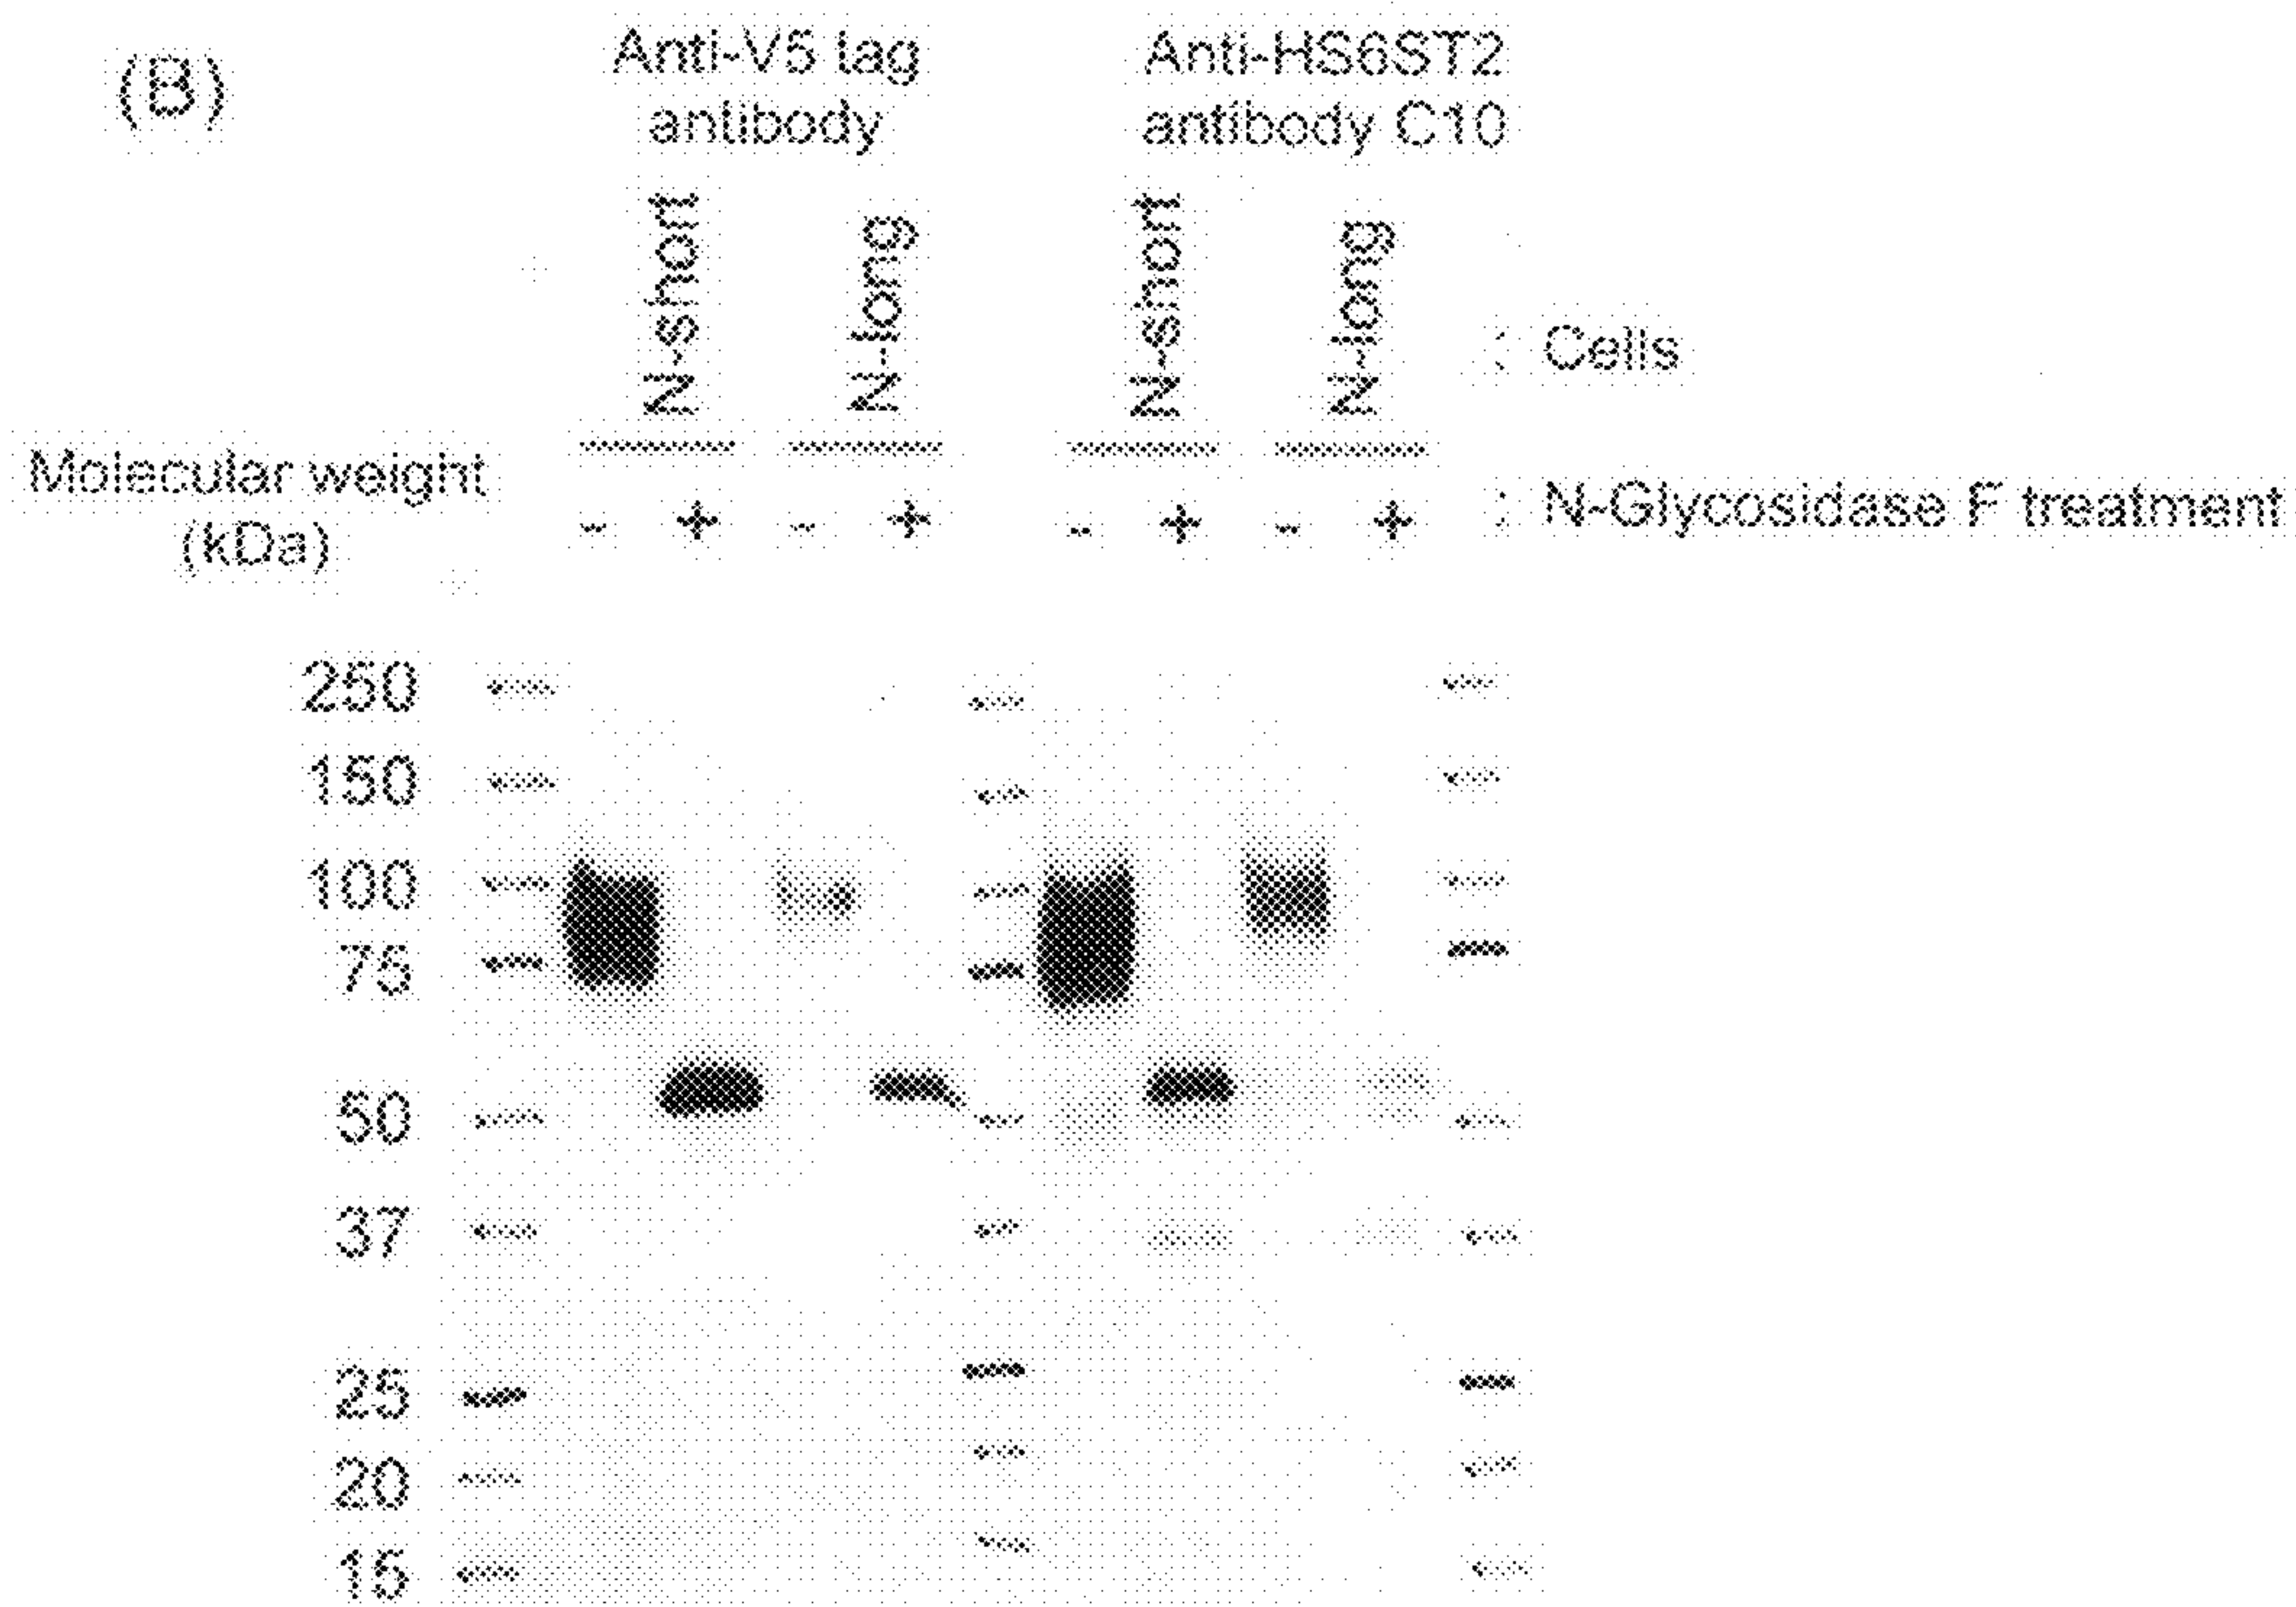 (B)
Anti-V5 tag
antibody
Anti-HS6ST2
antibody C10
N-short
N-long
N-short
N-long
: Cells
Molecular weight
(kDa)
- + - + - + - + : N-Glycosidase F treatment
250
150
100
75
50
37
25
20
15